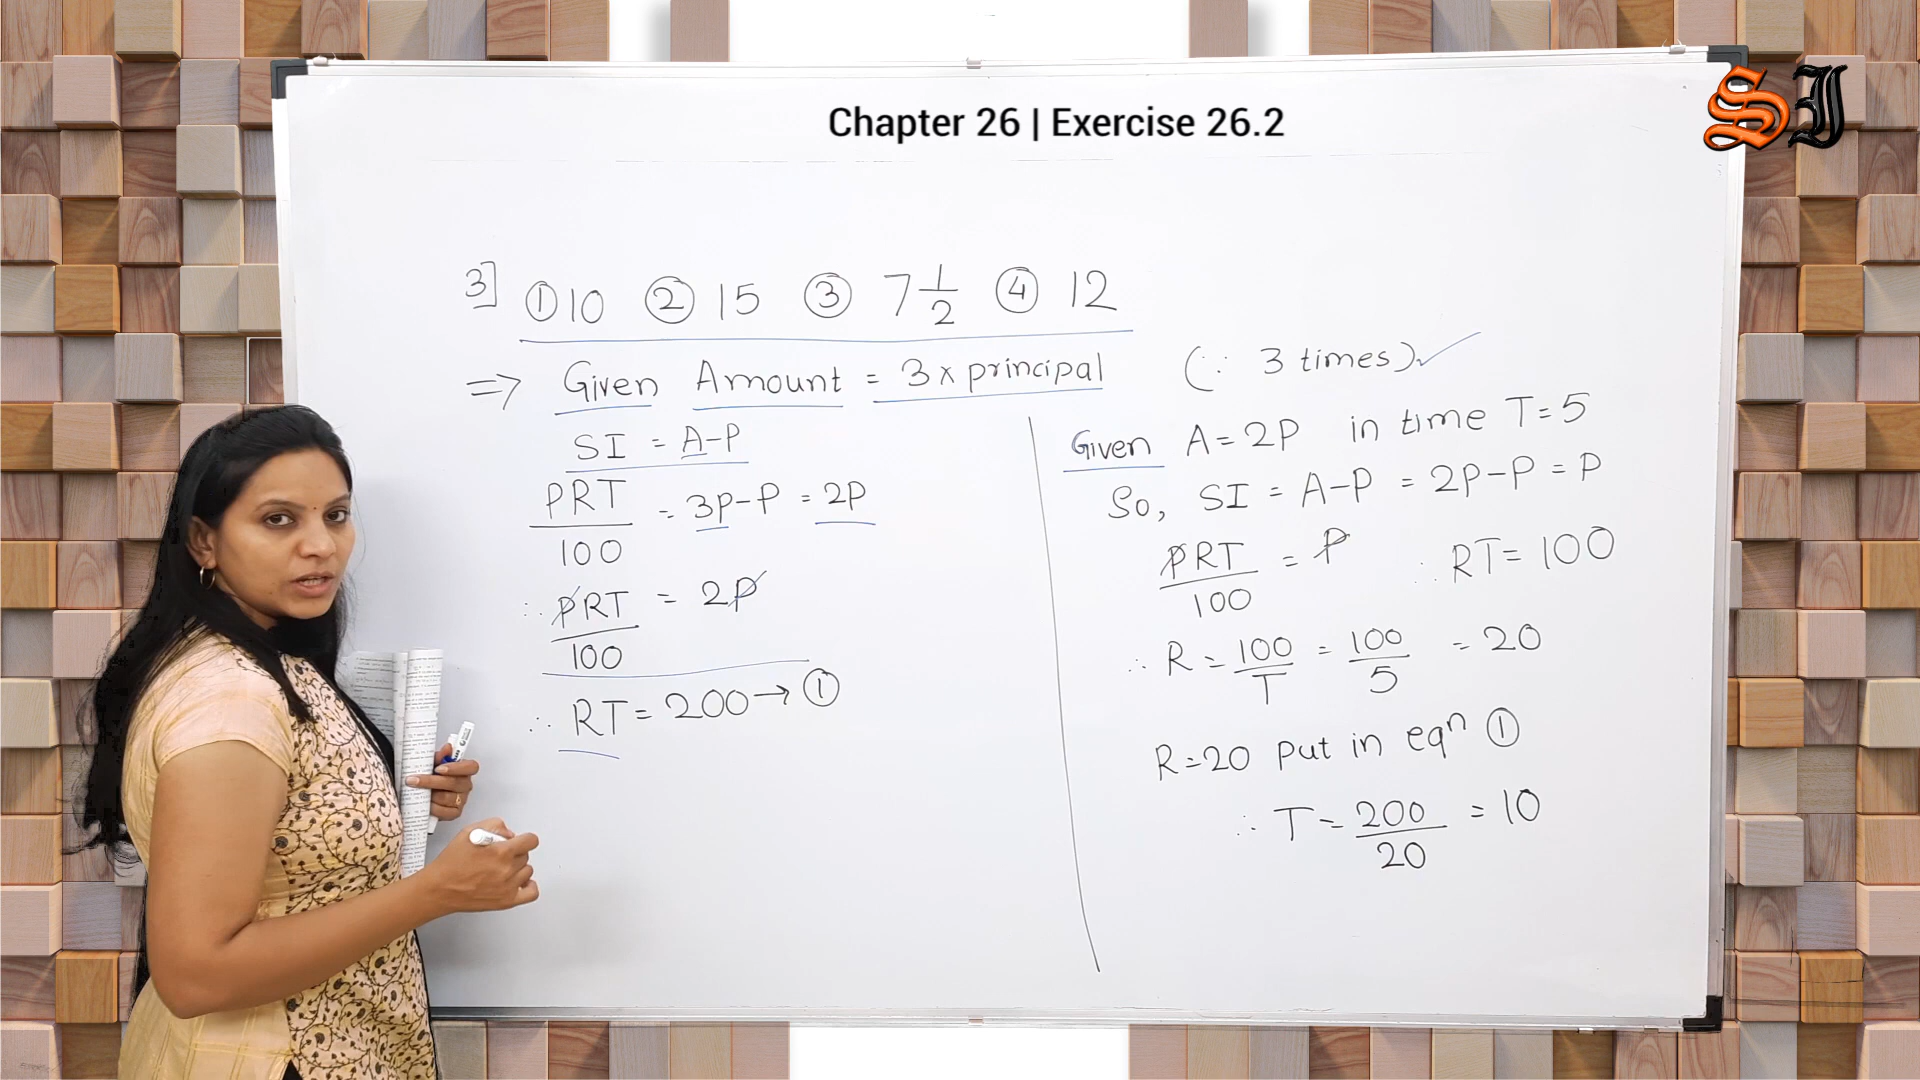 Chapter 26 | Exercise 26.2
SJ
3] ① 10 ② 15 ③ 7 1/2 ④ 12
=> Given Amount = 3 x principal (∵ 3 times) ✓
SI = A-P
PRT/100 = 3p-P = 2P
∴ PRT/100 = 2P
∴ RT = 200 → ①
Given A = 2P in time T = 5
So, SI = A-P = 2P-P = P
PRT/100 = P ∴ RT = 100
∴ R = 100/T = 100/5 = 20
R = 20 put in eqn ①
∴ T = 200/20 = 10